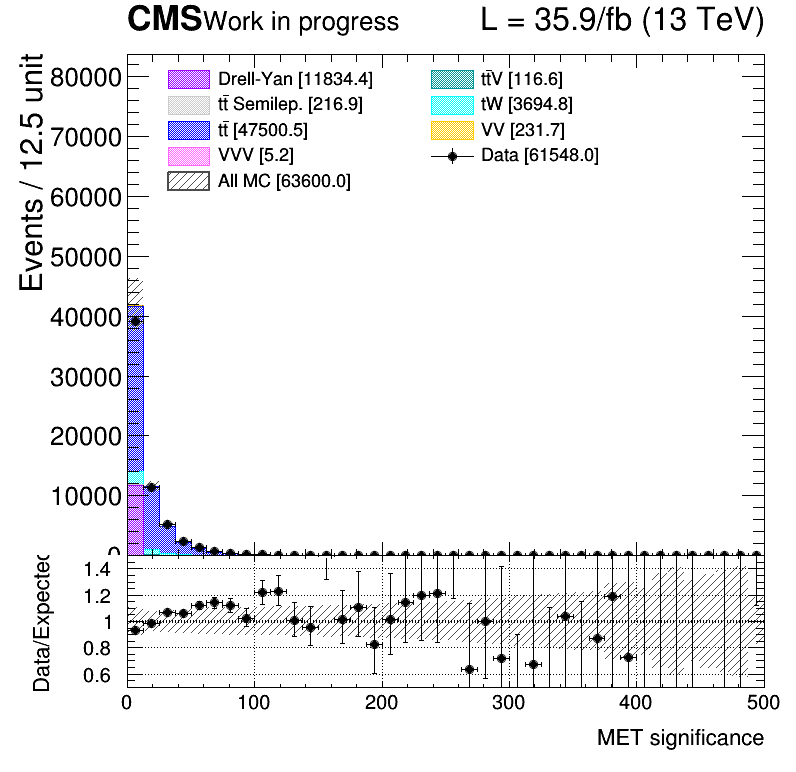 CMS Work in progress L = 35.9/fb (13 TeV)
Events / 12.5 unit
80000
70000
60000
50000
40000
30000
20000
10000
0
Drell-Yan [11834.4]
tt̄ Semilep. [216.9]
tt̄ [47500.5]
VVV [5.2]
All MC [63600.0]
tt̄V [116.6]
tW [3694.8]
VV [231.7]
Data [61548.0]
Data/Expected
1.4
1.2
1
0.8
0.6
0 100 200 300 400 500
MET significance